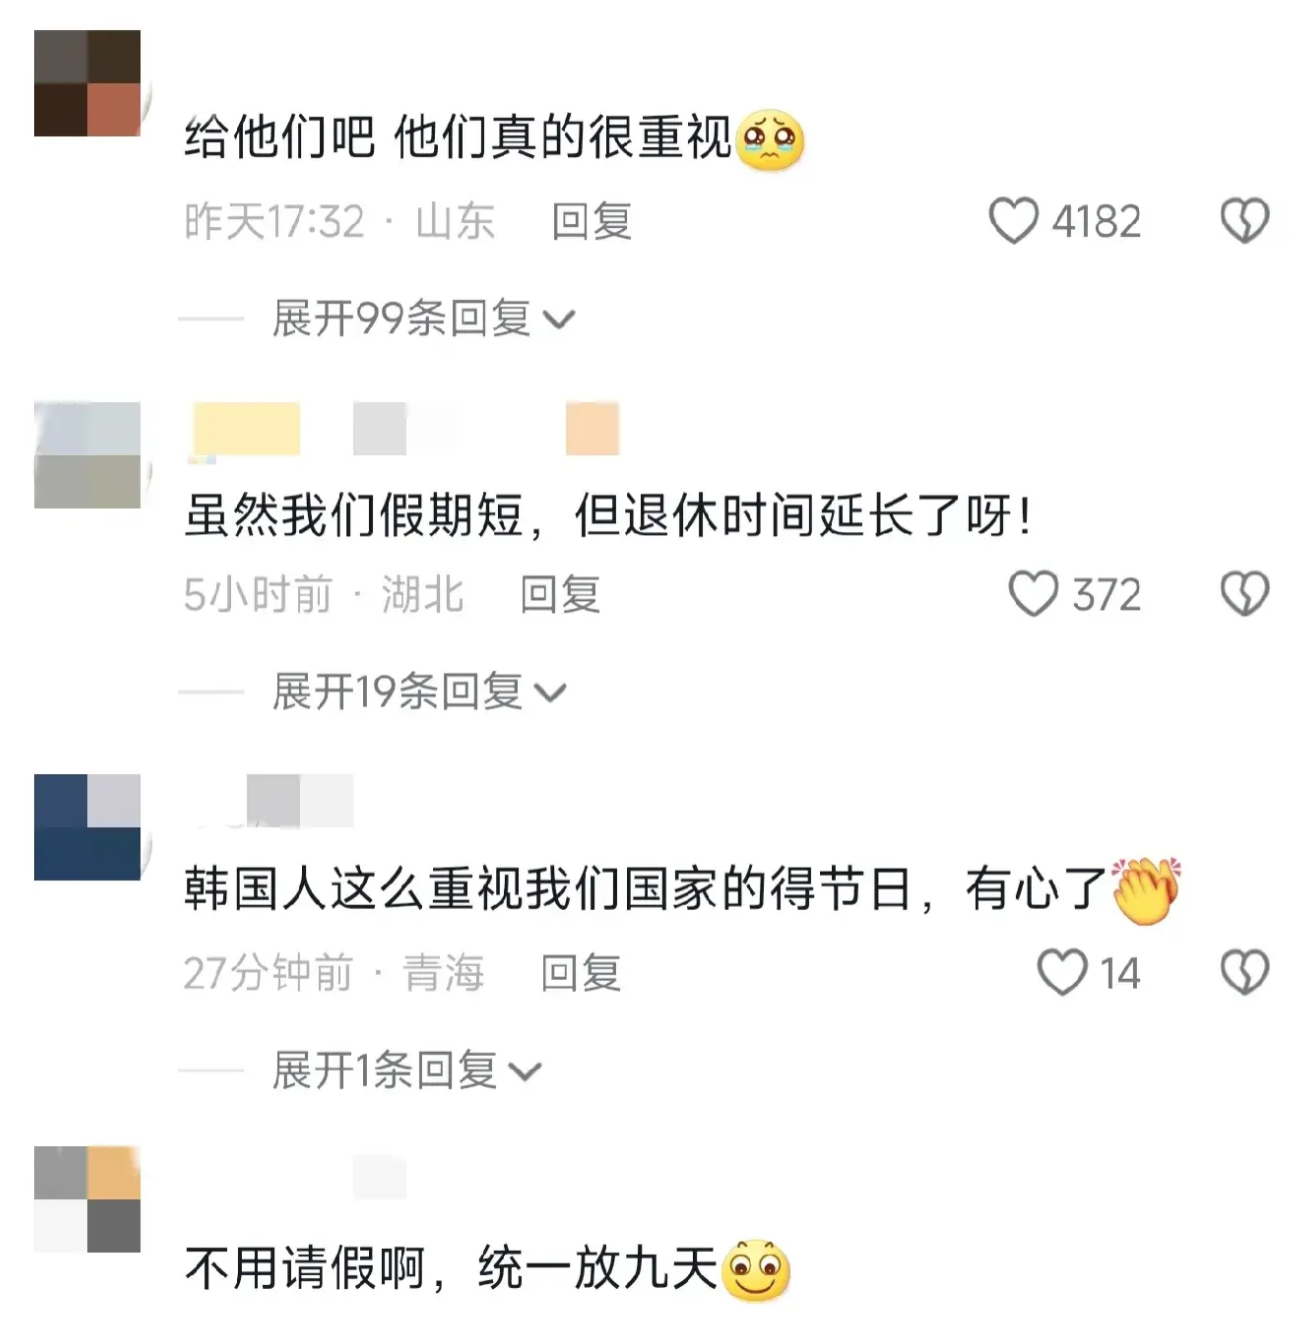 给他们吧 他们真的很重视
昨天17:32 · 山东 回复 4182
展开99条回复
虽然我们假期短，但退休时间延长了呀！
5小时前 · 湖北 回复 372
展开19条回复
韩国人这么重视我们国家的得节日，有心了
27分钟前 · 青海 回复 14
展开1条回复
不用请假啊，统一放九天